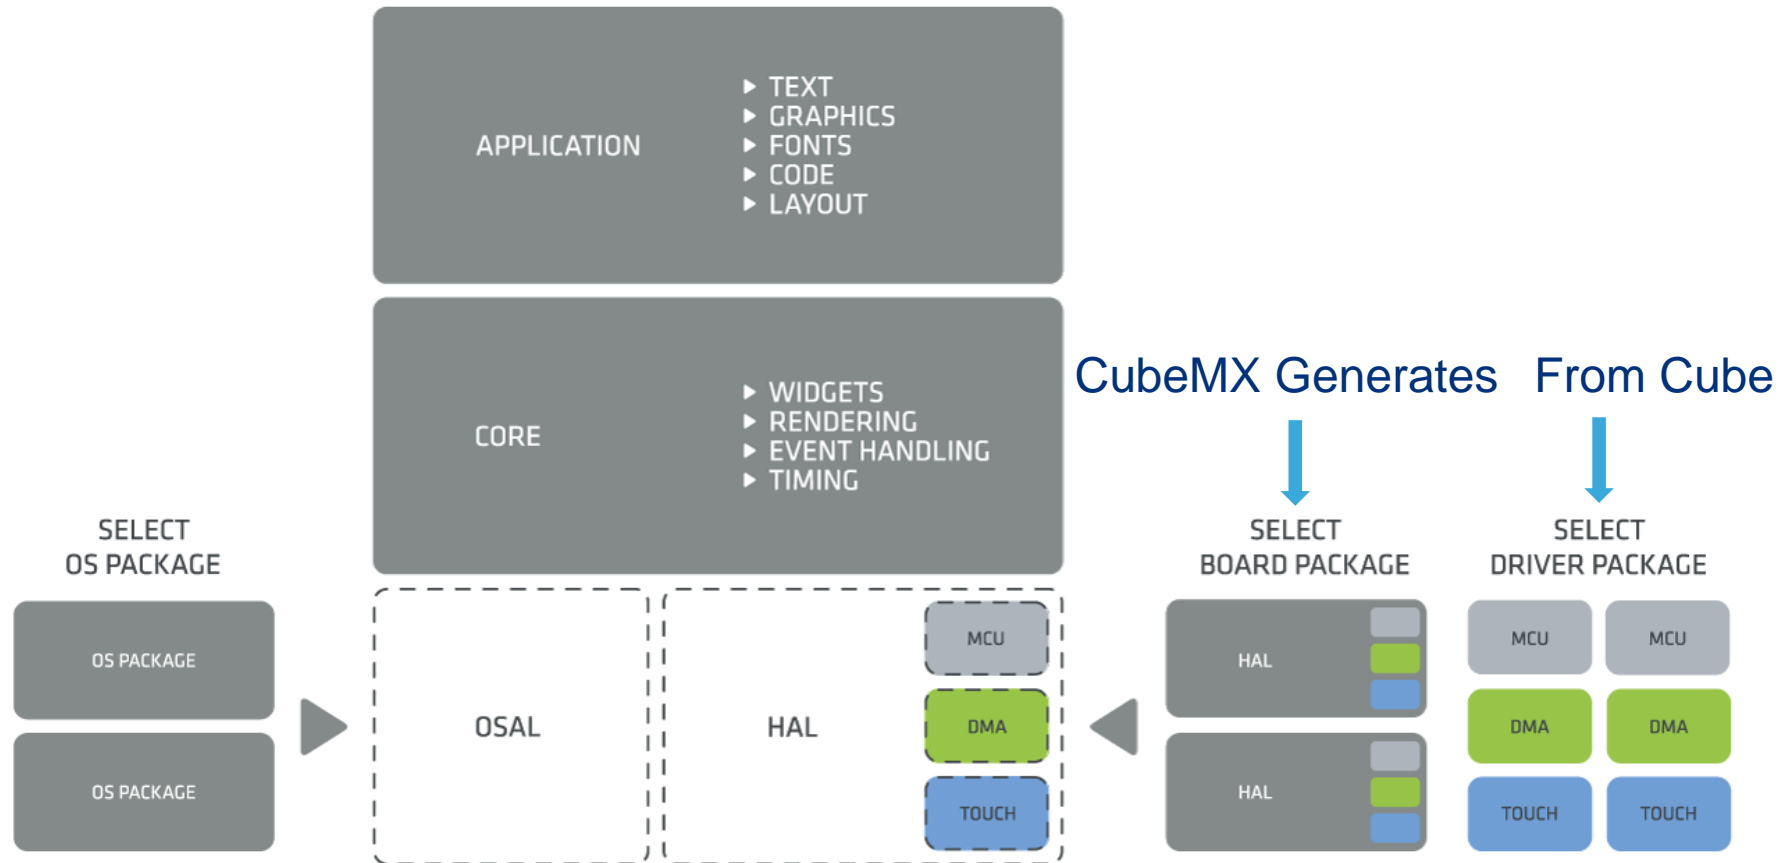 APPLICATION
TEXT
GRAPHICS
FONTS
CODE
LAYOUT
CORE
WIDGETS
RENDERING
EVENT HANDLING
TIMING
CubeMX Generates
From Cube
SELECT
OS PACKAGE
OS PACKAGE
OS PACKAGE
OSAL
HAL
MCU
DMA
TOUCH
SELECT
BOARD PACKAGE
HAL
HAL
SELECT
DRIVER PACKAGE
MCU
MCU
DMA
DMA
TOUCH
TOUCH